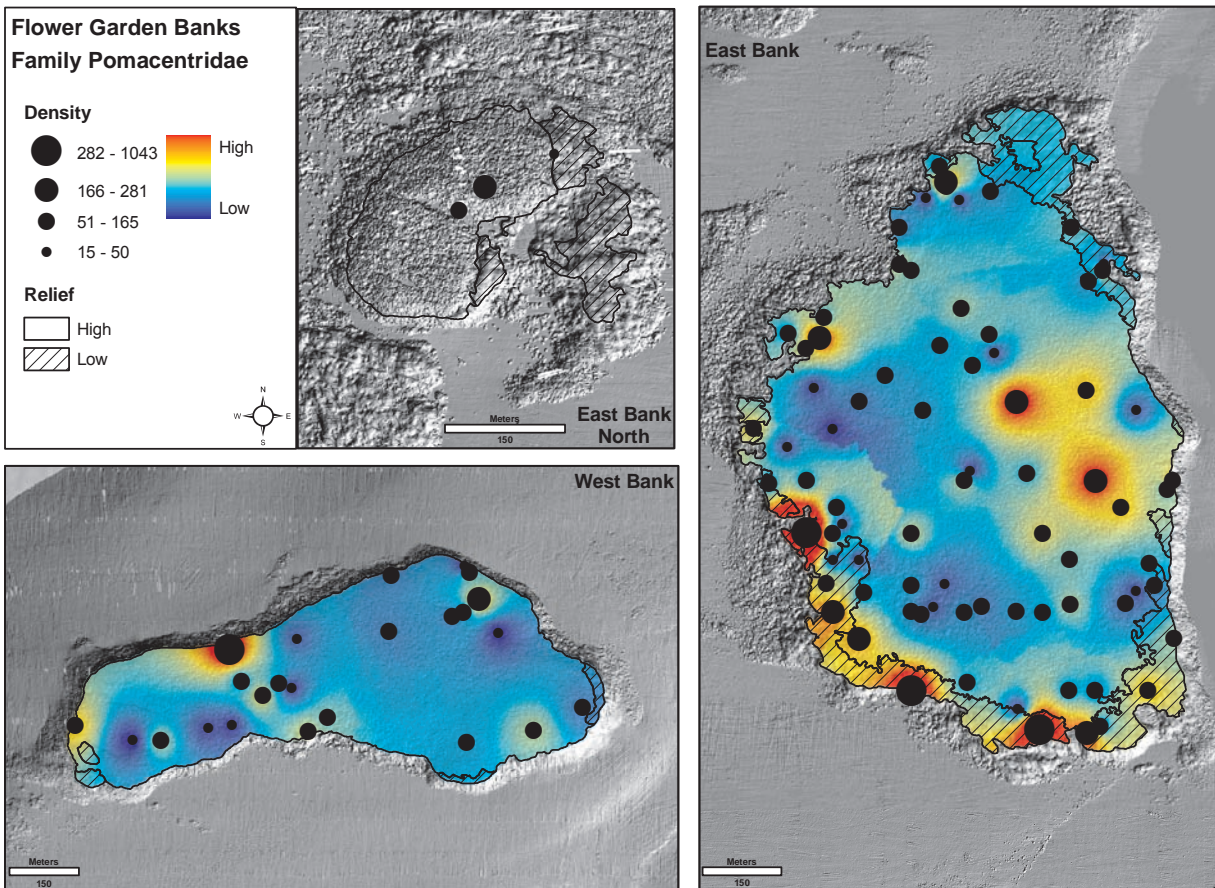 Flower Garden Banks
Family Pomacentridae
Density
282 - 1043
166 - 281
51 - 165
15 - 50
High
Low
Relief
High
Low
N
W E
S
Meters
150
East Bank
North
West Bank
Meters
150
East Bank
Meters
150